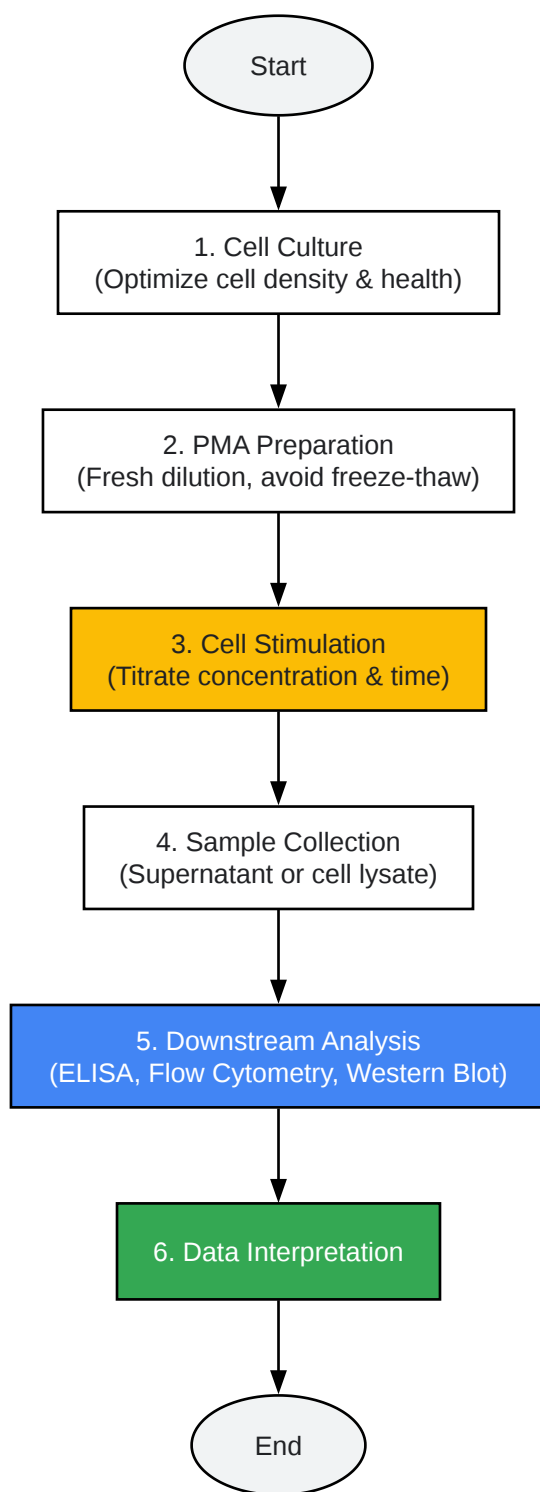 Start
1. Cell Culture
(Optimize cell density & health)
2. PMA Preparation
(Fresh dilution, avoid freeze-thaw)
3. Cell Stimulation
(Titrate concentration & time)
4. Sample Collection
(Supernatant or cell lysate)
5. Downstream Analysis
(ELISA, Flow Cytometry, Western Blot)
6. Data Interpretation
End